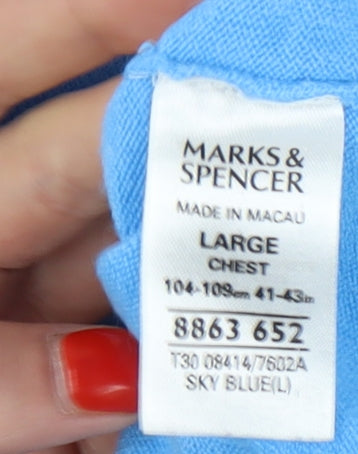 MARKS &
SPENCER
MADE IN MACAU
LARGE
CHEST
104-109cm 41-43in
8863 652
T30 08414/7602A
SKY BLUE(L)